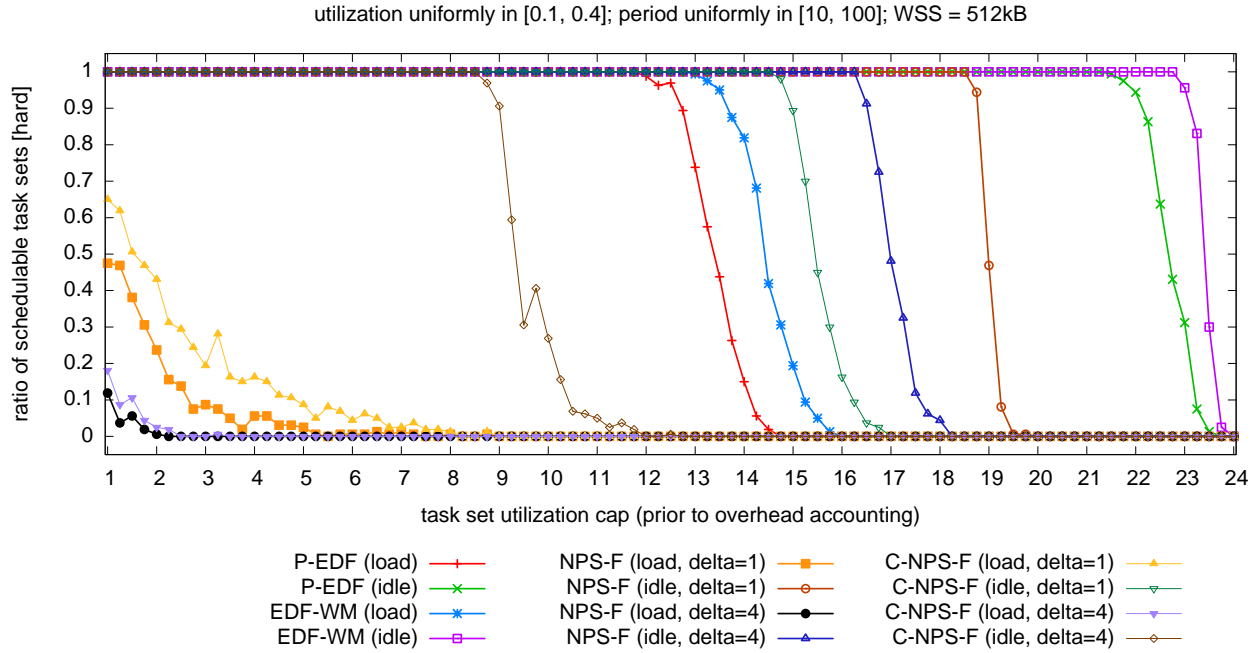 utilization uniformly in [0.1, 0.4]; period uniformly in [10, 100]; WSS = 512kB
ratio of schedulable task sets [hard]
1
0.9
0.8
0.7
0.6
0.5
0.4
0.3
0.2
0.1
0
1 2 3 4 5 6 7 8 9 10 11 12 13 14 15 16 17 18 19 20 21 22 23 24
task set utilization cap (prior to overhead accounting)
P-EDF (load) NPS-F (load, delta=1) C-NPS-F (load, delta=1)
P-EDF (idle) NPS-F (idle, delta=1) C-NPS-F (idle, delta=1)
EDF-WM (load) NPS-F (load, delta=4) C-NPS-F (load, delta=4)
EDF-WM (idle) NPS-F (idle, delta=4) C-NPS-F (idle, delta=4)